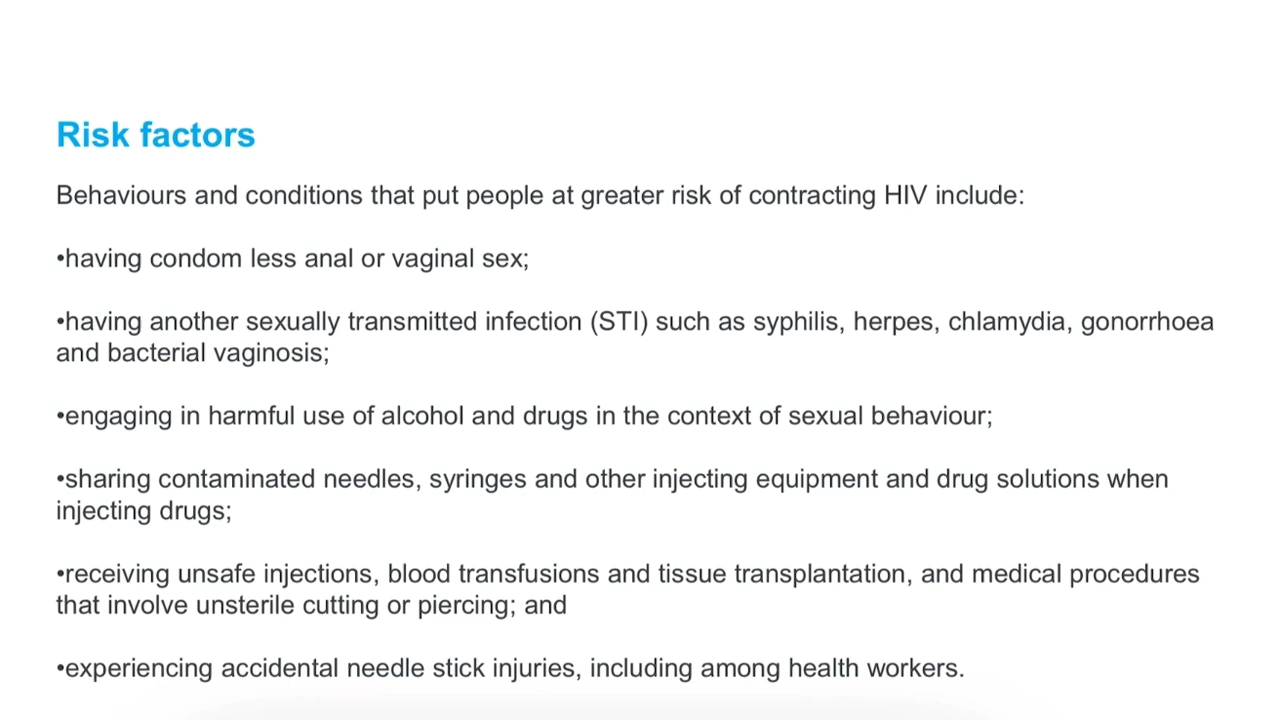 Risk factors
Behaviours and conditions that put people at greater risk of contracting HIV include:
•having condom less anal or vaginal sex;
•having another sexually transmitted infection (STI) such as syphilis, herpes, chlamydia, gonorrhoea
and bacterial vaginosis;
•engaging in harmful use of alcohol and drugs in the context of sexual behaviour;
•sharing contaminated needles, syringes and other injecting equipment and drug solutions when
injecting drugs;
•receiving unsafe injections, blood transfusions and tissue transplantation, and medical procedures
that involve unsterile cutting or piercing; and
•experiencing accidental needle stick injuries, including among health workers.